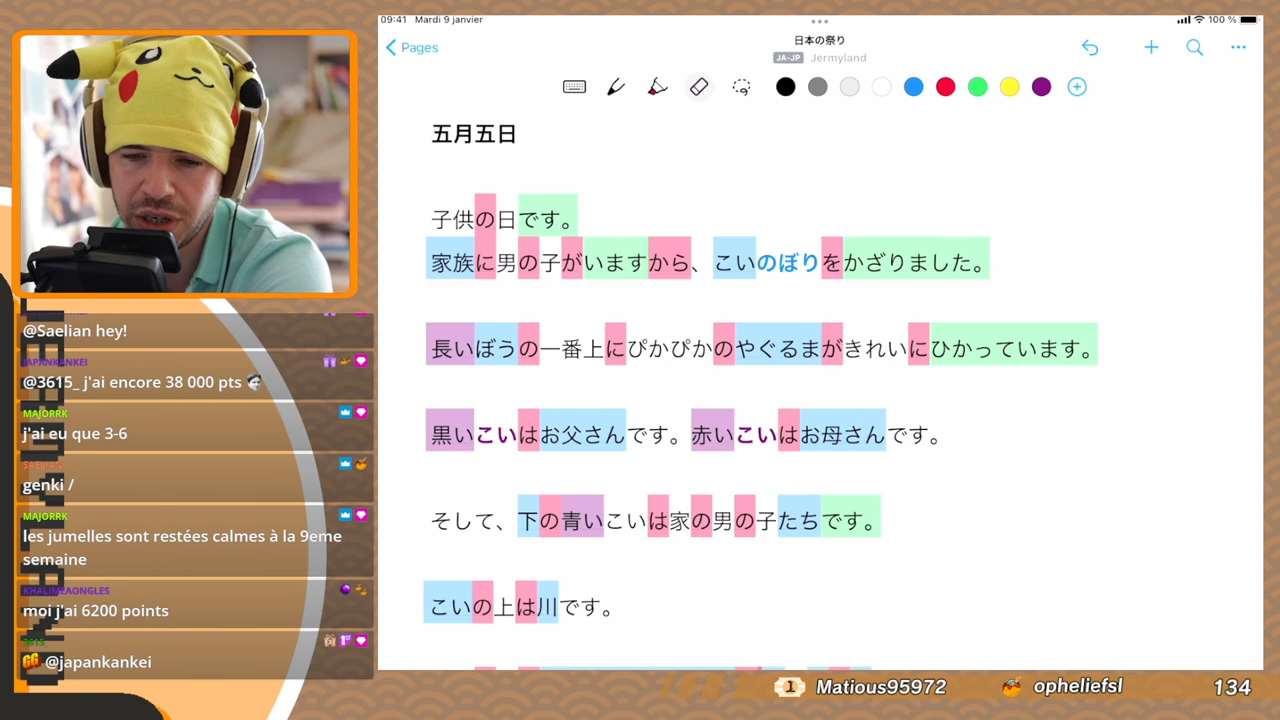 09:41 Mardi 9 janvier
100 %
Pages
日本の祭り
JA-JP Jermyland
五月五日
子供の日です。
家族に男の子がいますから、こいのぼりをかざりました。
長いぼうの一番上にぴかぴかのやぐるまがきれいにひかっています。
黒いこいはお父さんです。赤いこいはお母さんです。
そして、下の青いこいは家の男の子たちです。
こいの上は川です。
@Saelian hey!
JAPANKANKEI
@3615_ j'ai encore 38 000 pts
MAJORRK
j'ai eu que 3-6
SAELIAN
genki /
MAJORRK
les jumelles sont restées calmes à la 9eme
semaine
KHALIMEAONGLES
moi j'ai 6200 points
3615_
GG @japankankei
1 Matious95972
opheliefsl
134